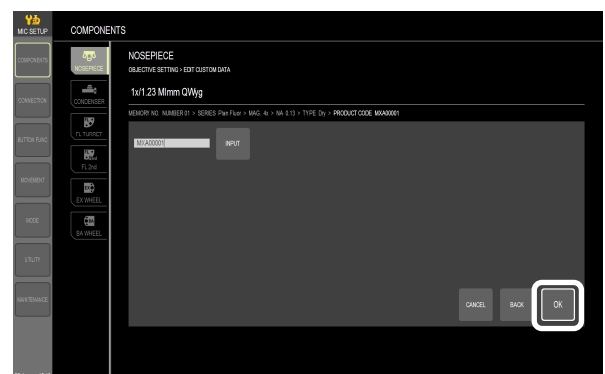 MIC SETUP
COMPONENTS
COMPONENTS
CONNECTION
BUTTON FUNC
MOVEMENT
MODE
UTILITY
MAINTENANCE
NOSEPIECE
CONDENSER
FL TURRET
FL 2nd
EX WHEEL
BA WHEEL
NOSEPIECE
OBJECTIVE SETTING > EDIT CUSTOM DATA
1x/1.23 MImm QWyg
MEMORY NO. NUMBER 01 > SERIES Plan Fluor > MAG. 4x > NA 0.13 > TYPE Dry > PRODUCT CODE MXA00001
MXA00001
INPUT
CANCEL
BACK
OK